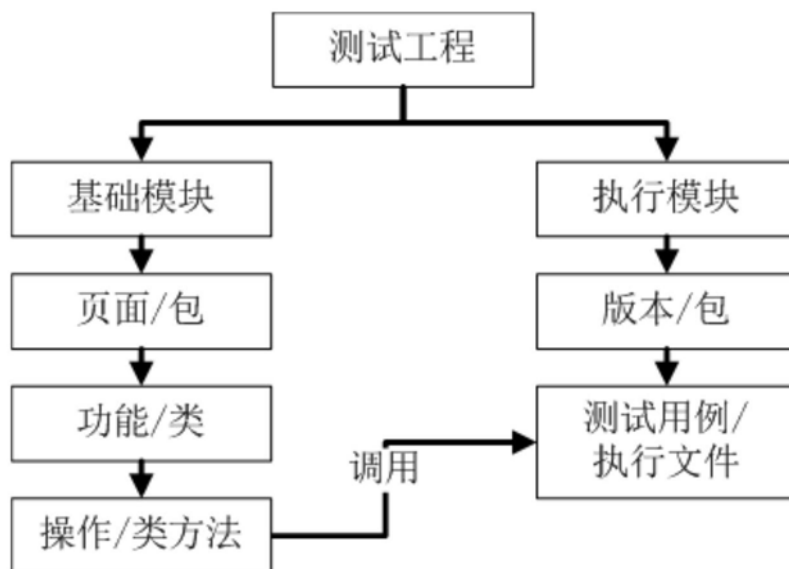 测试工程
基础模块
执行模块
页面/包
版本/包
功能/类
测试用例/
执行文件
调用
操作/类方法